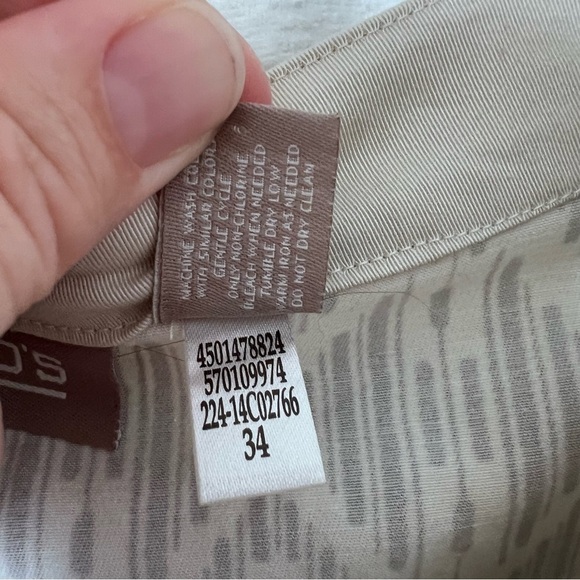 MACHINE WASH COLD
WITH SIMILAR COLORS
GENTLE CYCLE
ONLY NON-CHLORINE
BLEACH WHEN NEEDED
TUMBLE DRY LOW
WARM IRON AS NEEDED
DO NOT DRY CLEAN
4501478824
570109974
224-14C02766
34
O'S